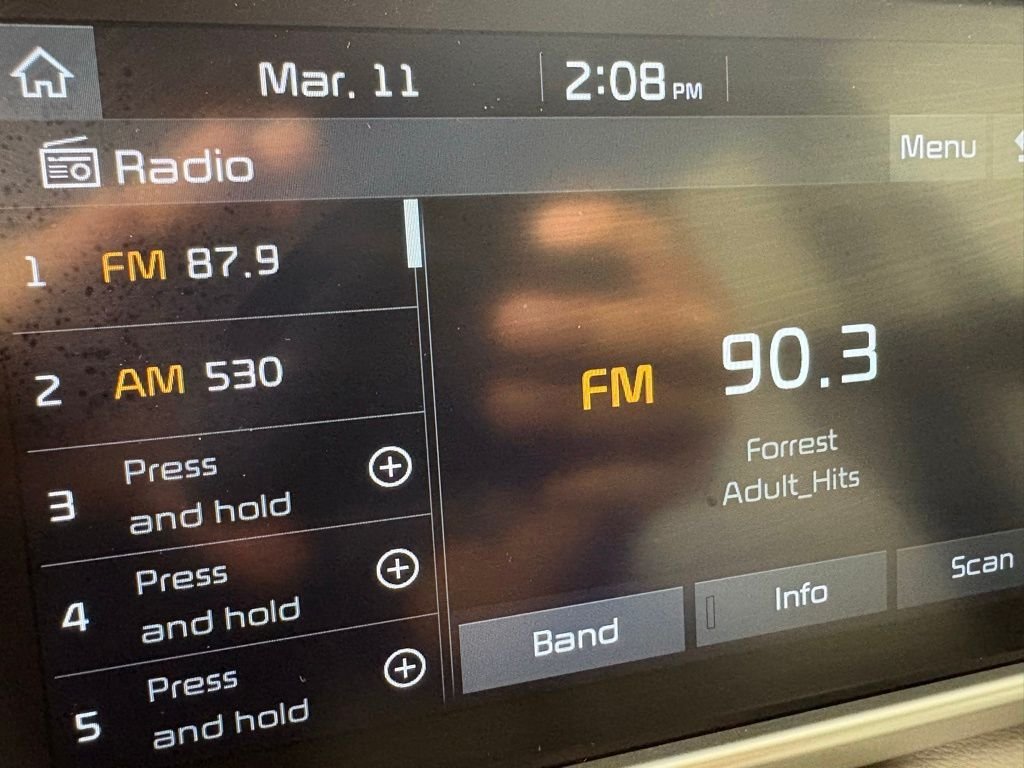 Mar. 11
2:08 PM
Radio
Menu
1 FM 87.9
2 AM 530
3 Press
and hold
4 Press
and hold
5 Press
and hold
FM 90.3
Forrest
Adult_Hits
Band
Info
Scan